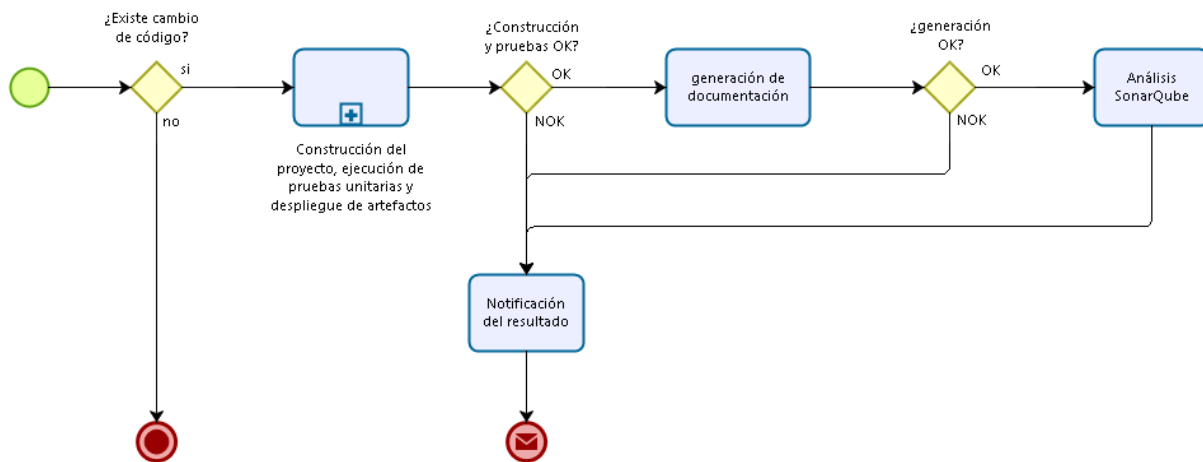 ¿Existe cambio
de código?
si
no
Construcción del
proyecto, ejecución de
pruebas unitarias y
despliegue de artefactos
¿Construcción
y pruebas OK?
OK
NOK
generación de
documentación
¿generación
OK?
OK
NOK
Análisis
SonarQube
Notificación
del resultado